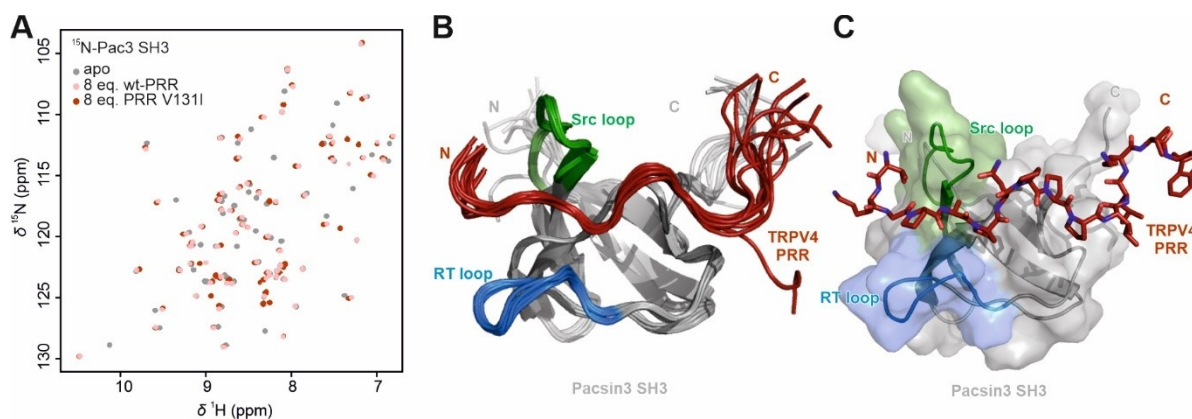 A
¹⁵N-Pac3 SH3
apo
8 eq. wt-PRR
8 eq. PRR V131I
105
110
115
120
125
130
δ ¹⁵N (ppm)
10
9
8
7
δ ¹H (ppm)
B
N
Src loop
C
C
N
RT loop
TRPV4
PRR
Pacsin3 SH3
C
C
C
Src loop
N
N
TRPV4
PRR
RT loop
Pacsin3 SH3